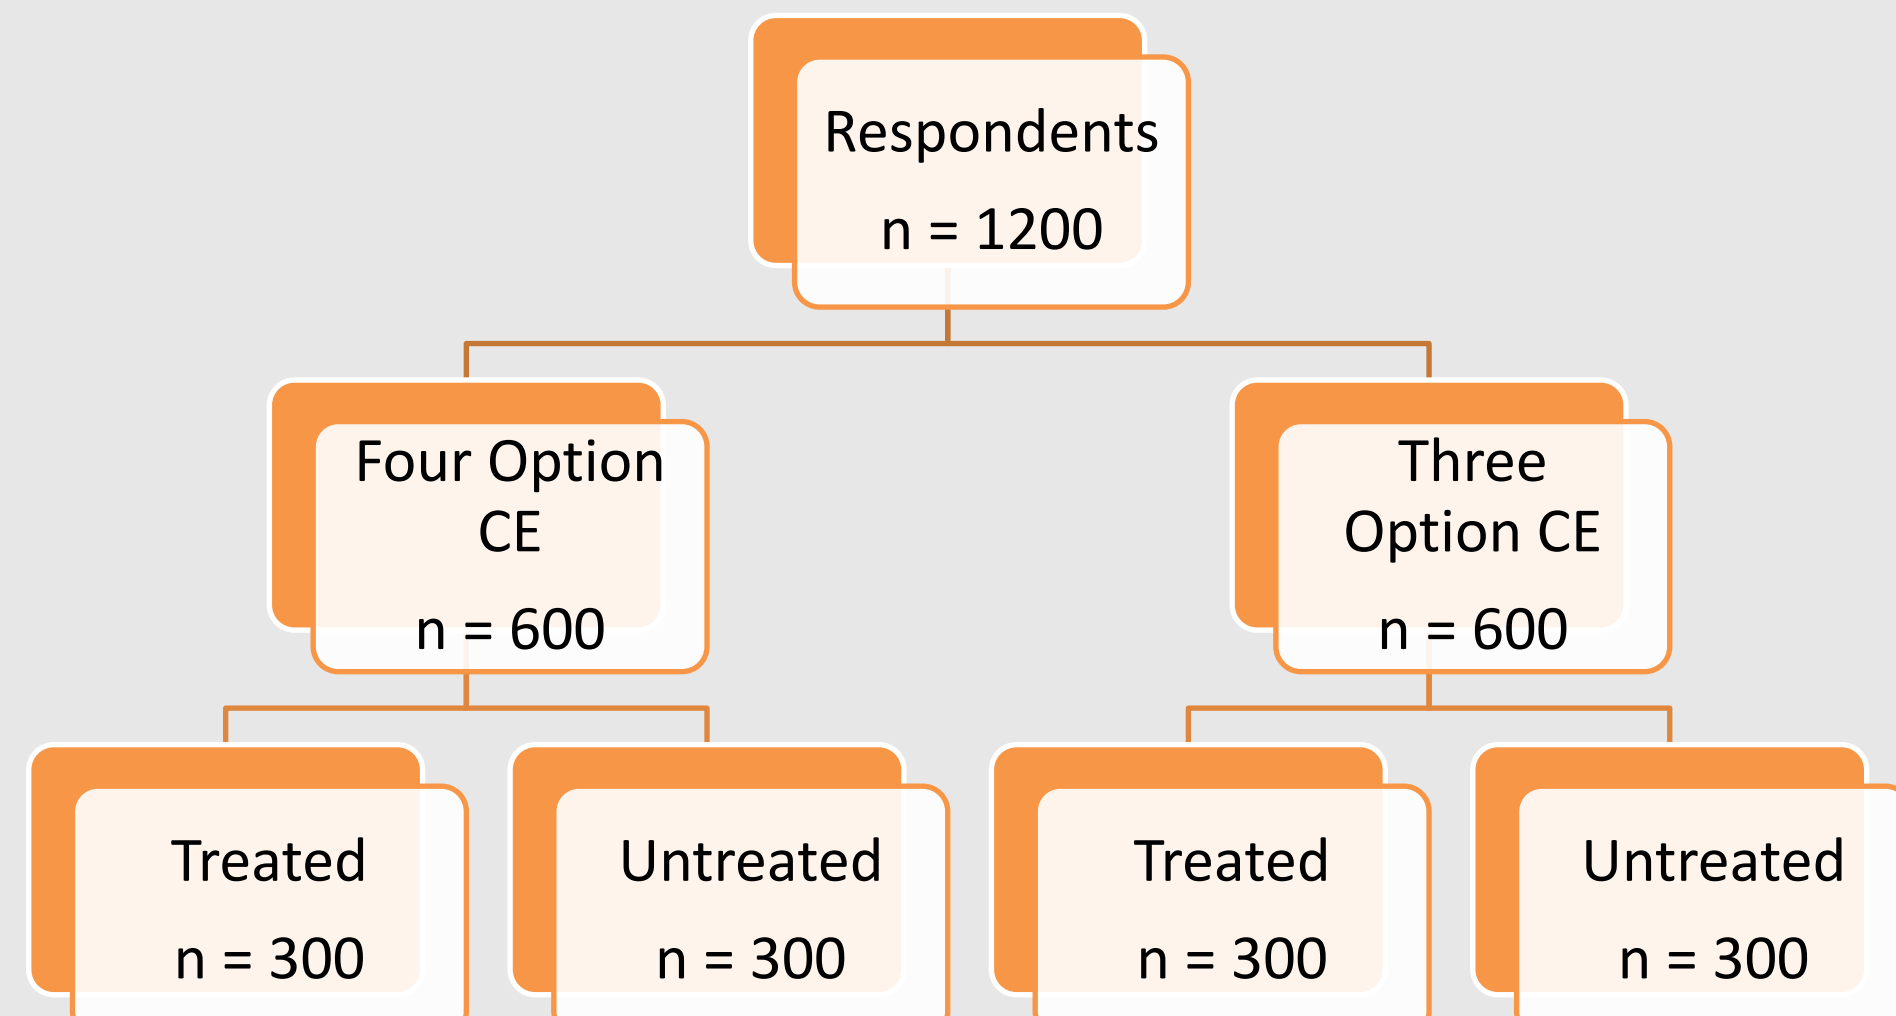 Respondents
n = 1200
Four Option
CE
n = 600
Three
Option CE
n = 600
Treated
n = 300
Untreated
n = 300
Treated
n = 300
Untreated
n = 300